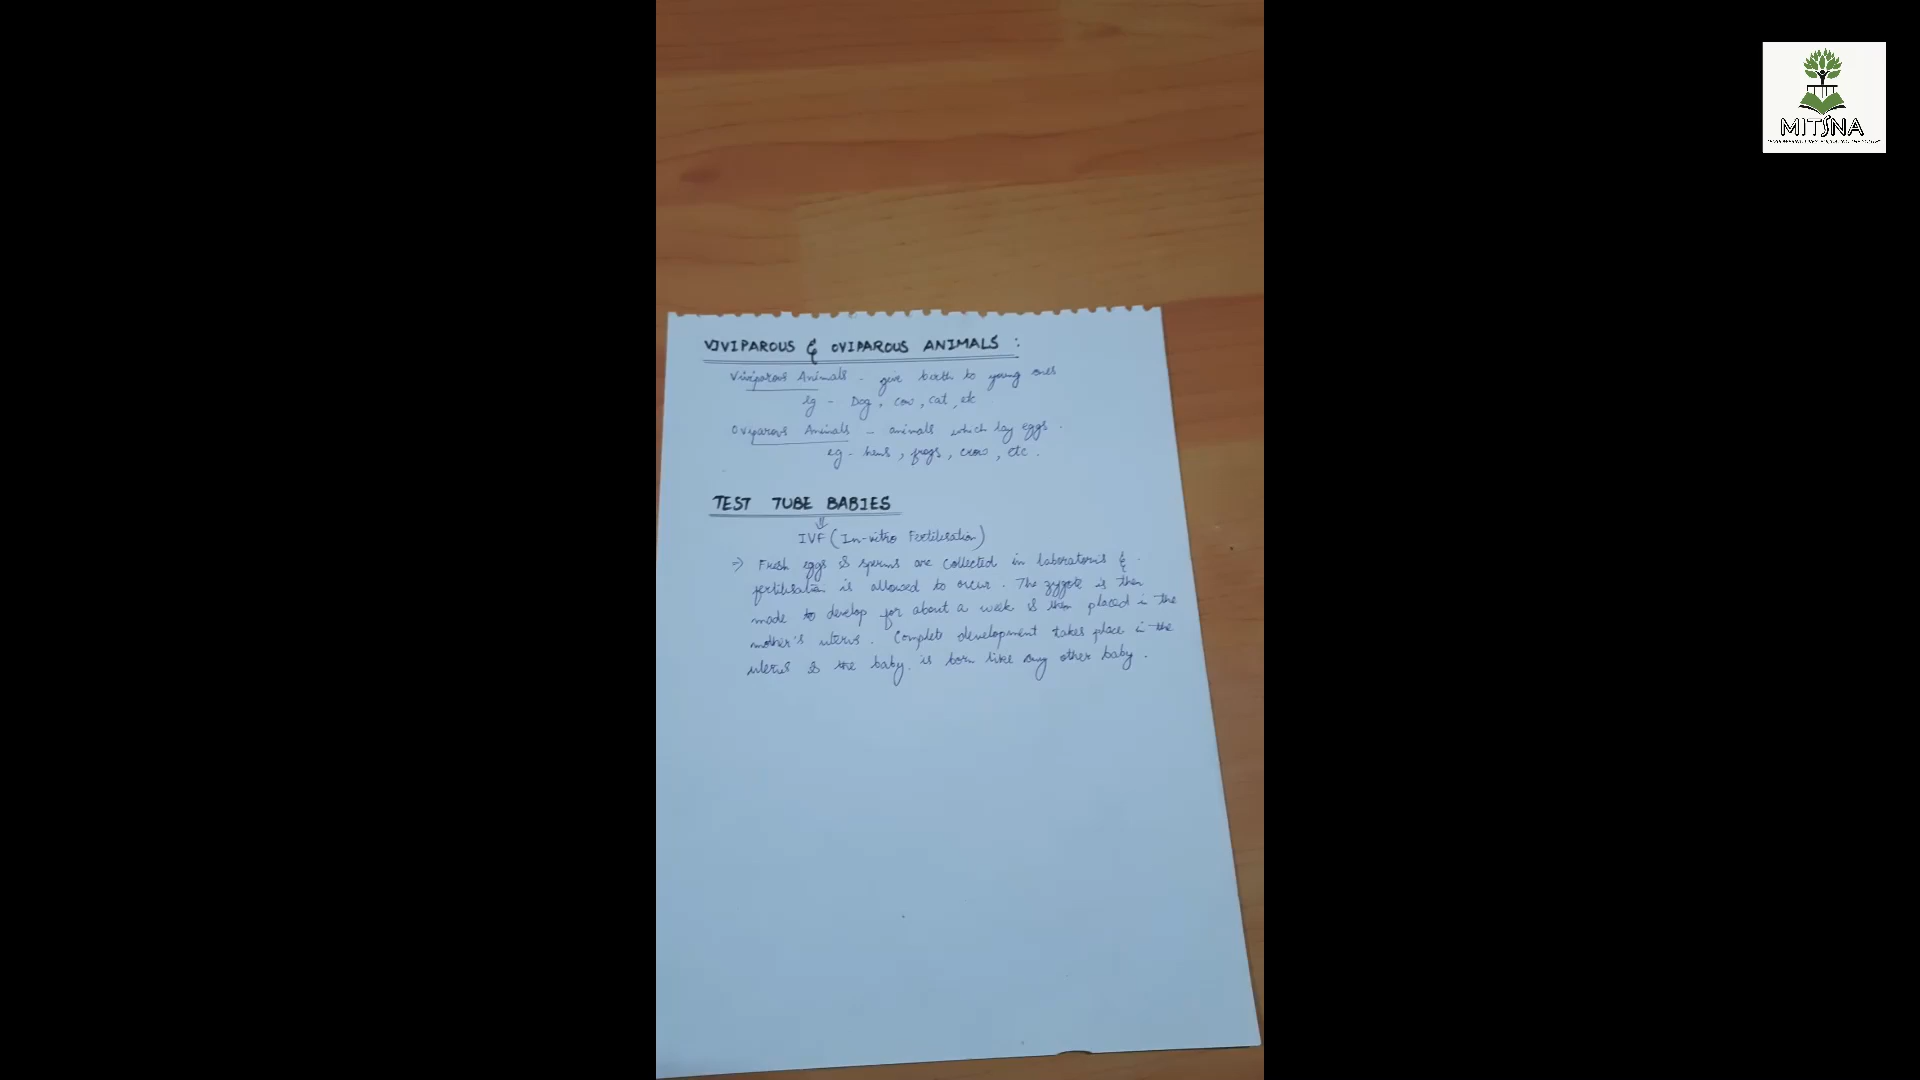 MITSNA
VIVIPAROUS & OVIPAROUS ANIMALS :
Viviparous Animals - give birth to young ones
eg - Dog, cow, cat, etc
Oviparous Animals - animals which lay eggs.
eg - hens, frogs, crow, etc.
TEST TUBE BABIES
IVF (In-vitro Fertilisation)
⇒ Fresh eggs & sperms are collected in laboratoris &
fertilisation is allowed to occur. The zygote is then
made to develop for about a week & then placed in the
mother's uterus. Complete development takes place in the
uterus & the baby is born like any other baby.